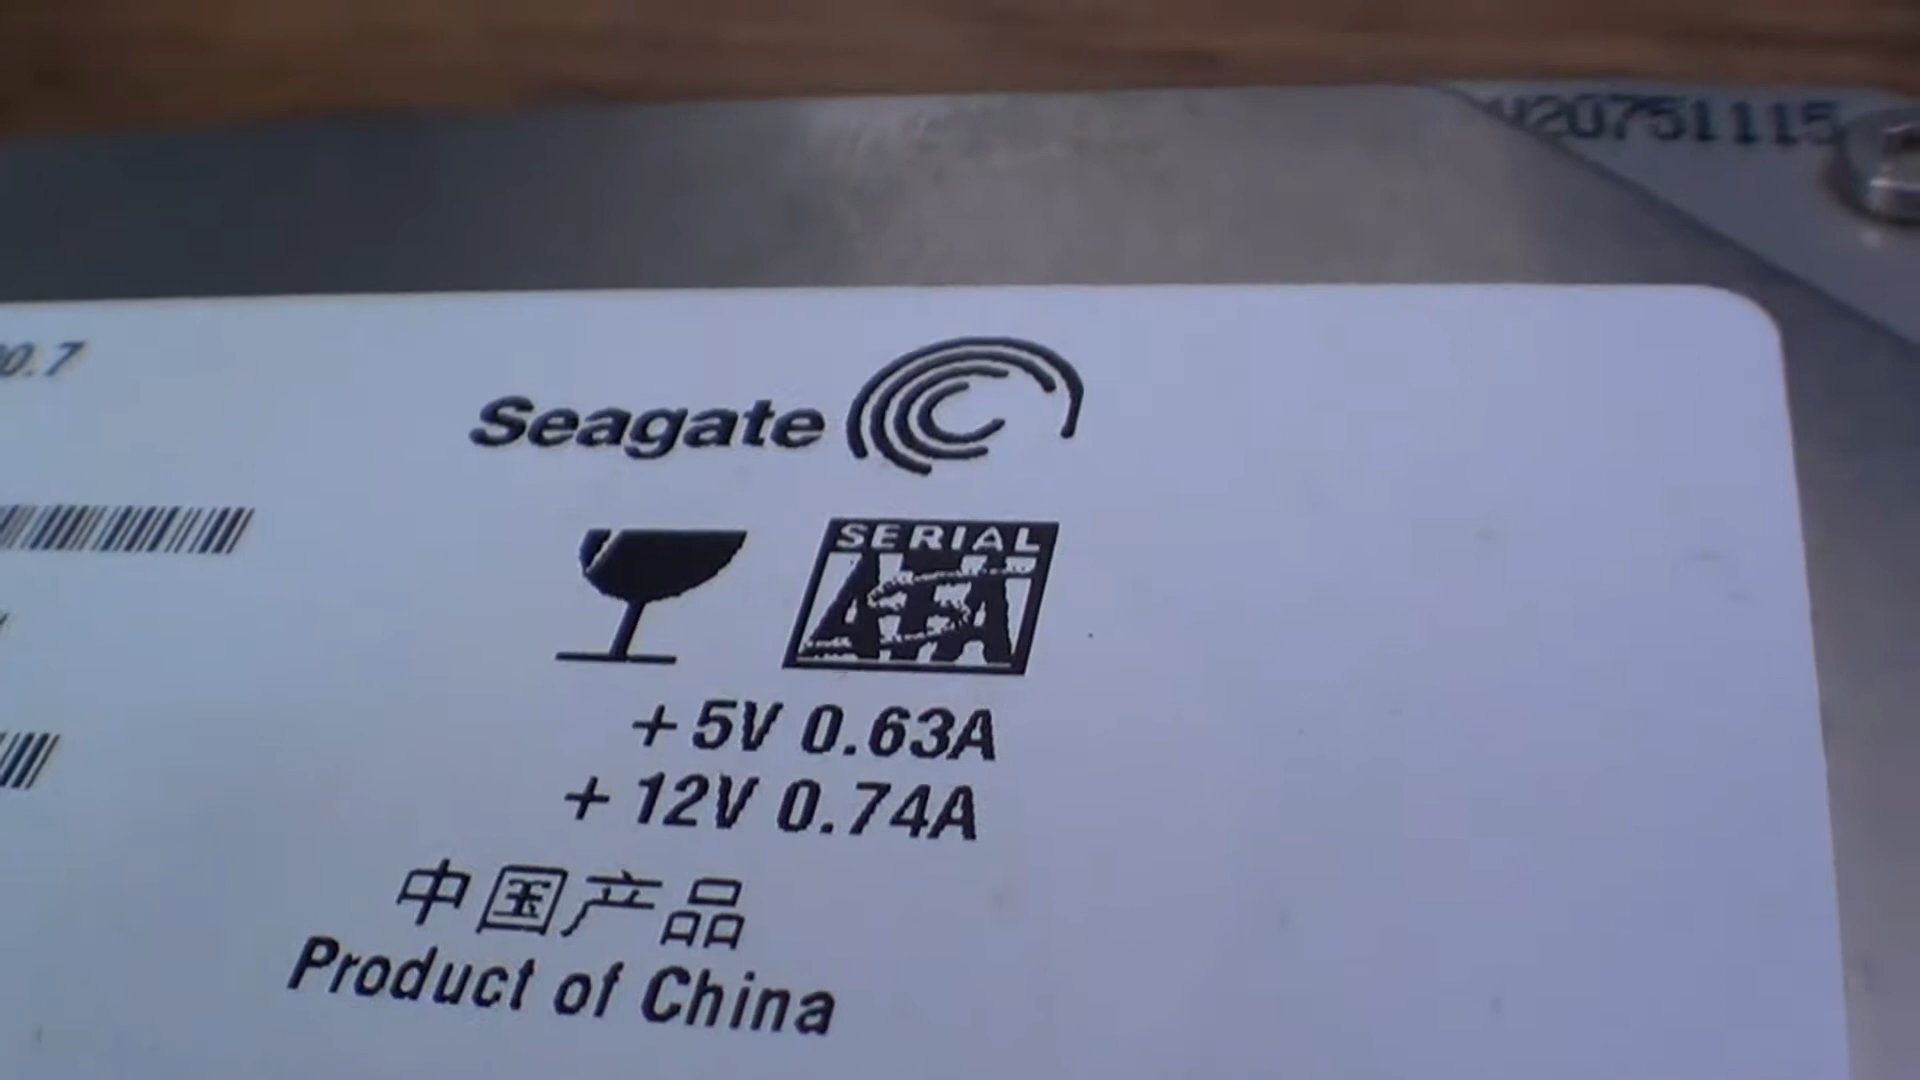 20751115
0.7
Seagate
SERIAL
ATA
+5V 0.63A
+12V 0.74A
中国产品
Product of China